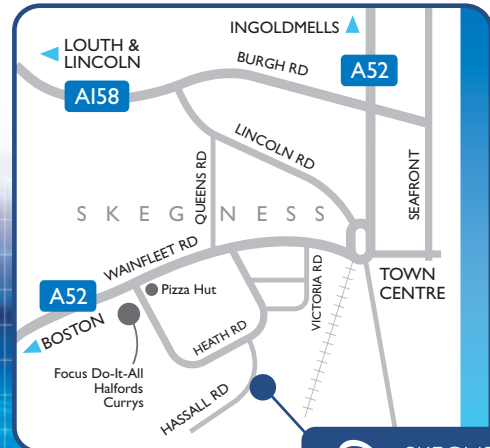 INGOLDMELLS
LOUTH &
LINCOLN
BURGH RD
A52
A158
LINCOLN RD
QUEENS RD
SEAFRONT
SKEGNESS
WAINFLEET RD
VICTORIA RD
TOWN
CENTRE
A52
Pizza Hut
BOSTON
HEATH RD
Focus Do-It-All
Halfords
Currys
HASSALL RD